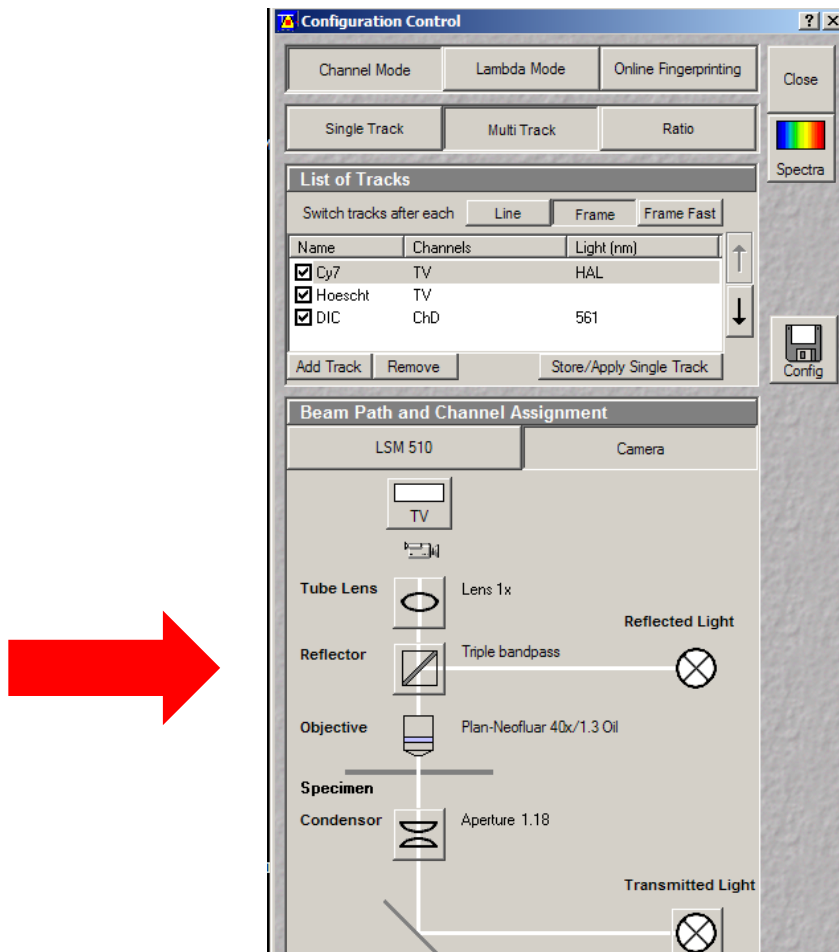 Configuration Control
Channel Mode Lambda Mode Online Fingerprinting Close
Single Track Multi Track Ratio
Spectra
List of Tracks
Switch tracks after each Line Frame Frame Fast
Name Channels Light (nm)
Cy7 TV HAL
Hoescht TV
DIC ChD 561
Config
Add Track Remove Store/Apply Single Track
Beam Path and Channel Assignment
LSM 510 Camera
TV
Tube Lens Lens 1x
Reflected Light
Reflector Triple bandpass
Objective Plan-Neofluar 40x/1.3 Oil
Specimen
Condensor Aperture 1.18
Transmitted Light